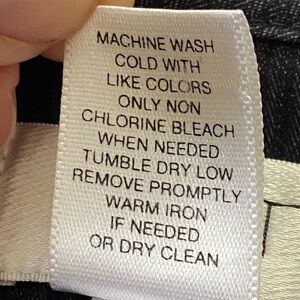 MACHINE WASH
COLD WITH
LIKE COLORS
ONLY NON
CHLORINE BLEACH
WHEN NEEDED
TUMBLE DRY LOW
REMOVE PROMPTLY
WARM IRON
IF NEEDED
OR DRY CLEAN